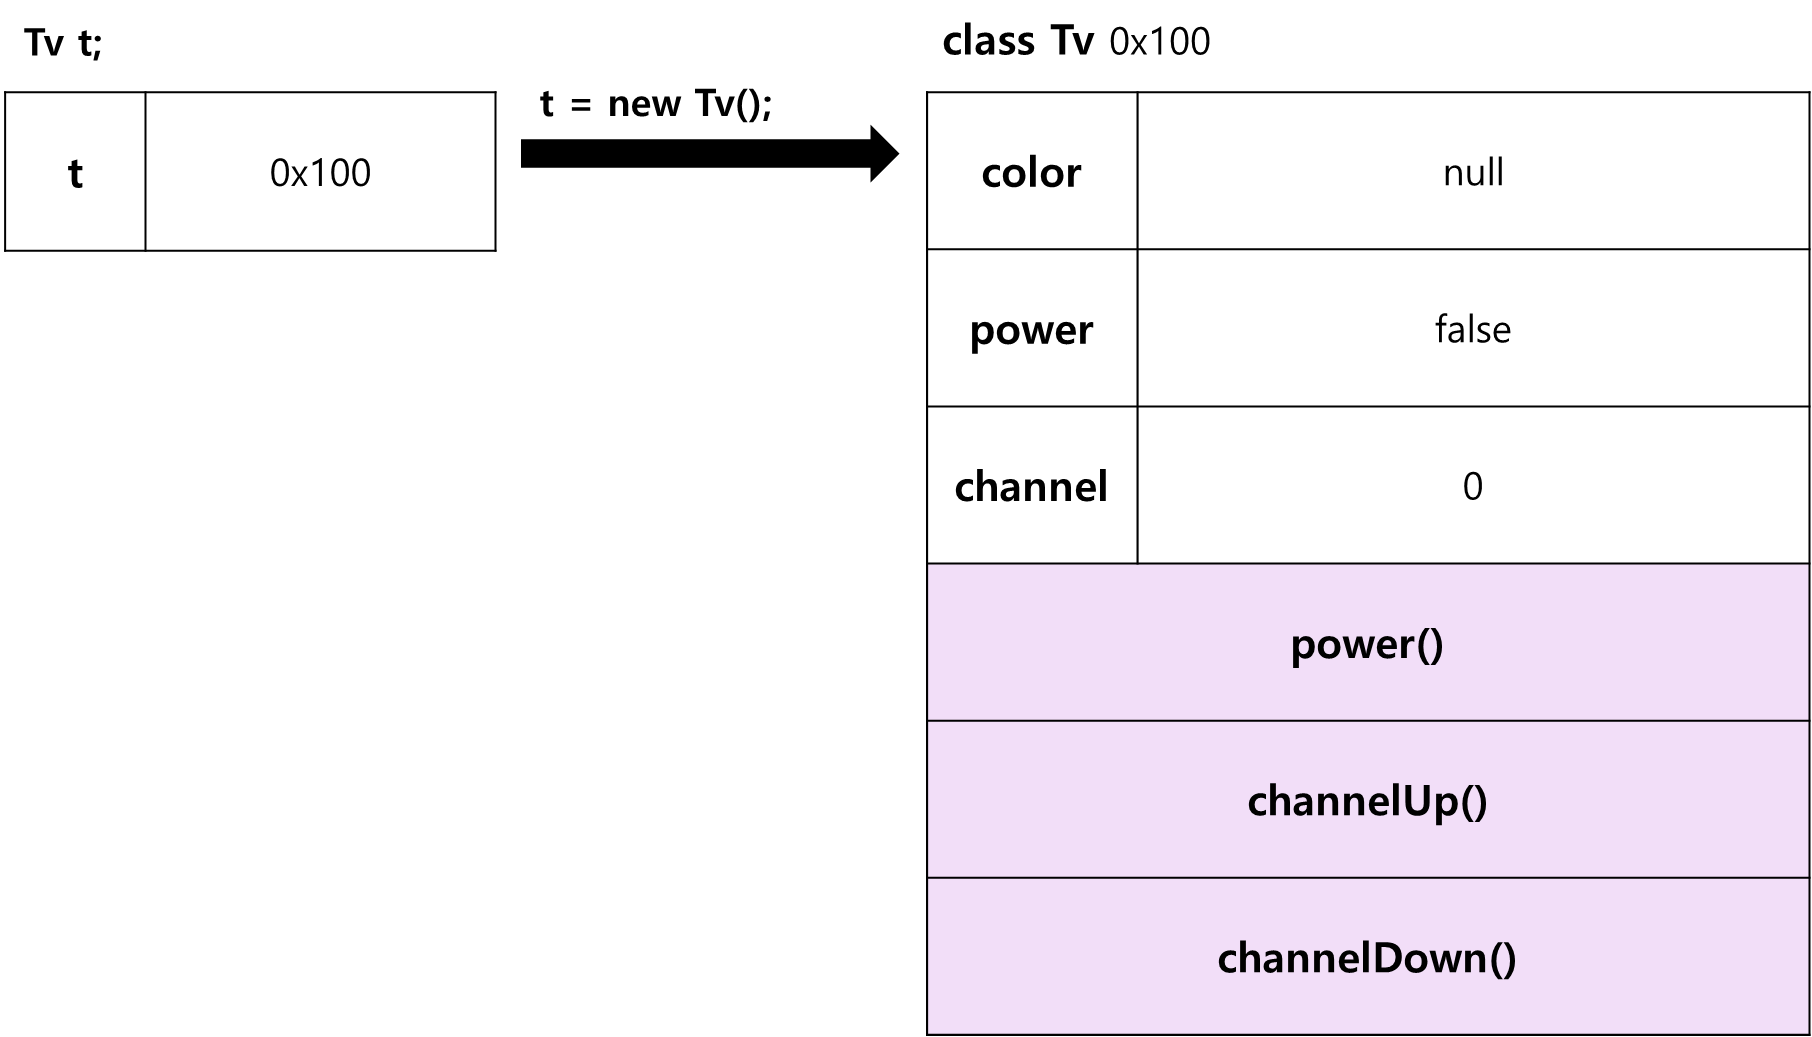 Tv t;
t
0x100
t = new Tv();
class Tv 0x100
color
null
power
false
channel
0
power()
channelUp()
channelDown()